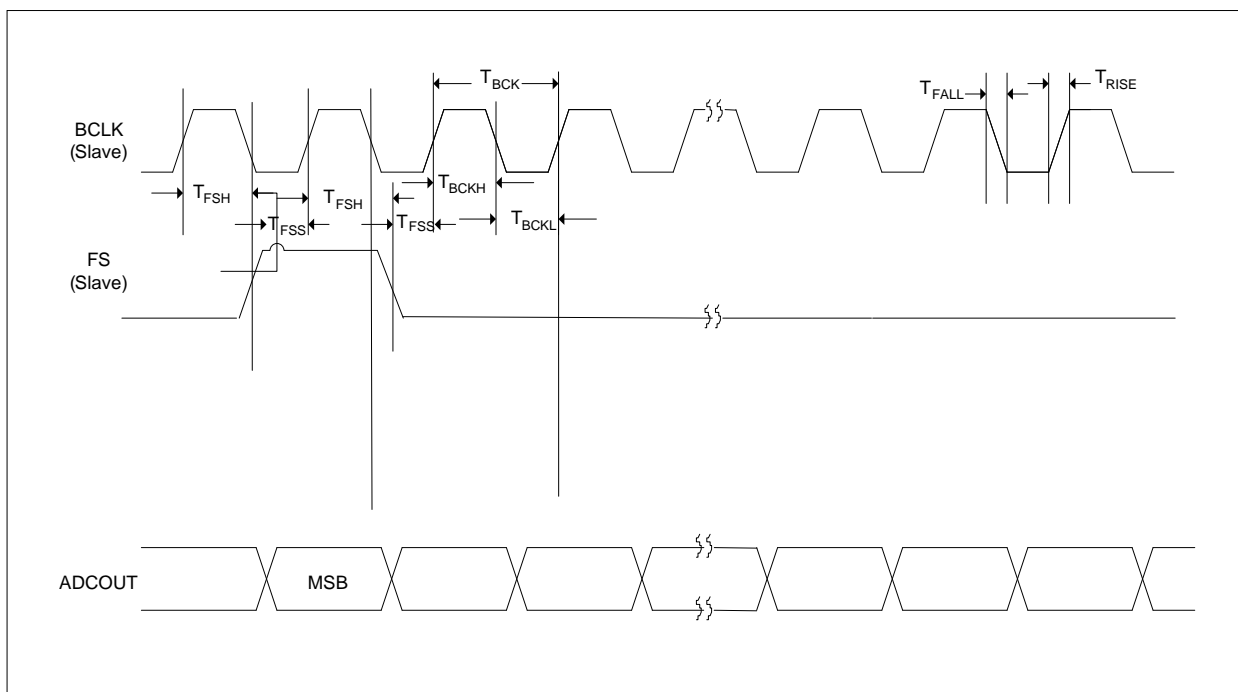 T_BCK
T_FALL
T_RISE
BCLK
(Slave)
T_FSH
T_FSH
T_BCKH
T_FSS
T_FSS
T_BCKL
FS
(Slave)
ADCOUT
MSB